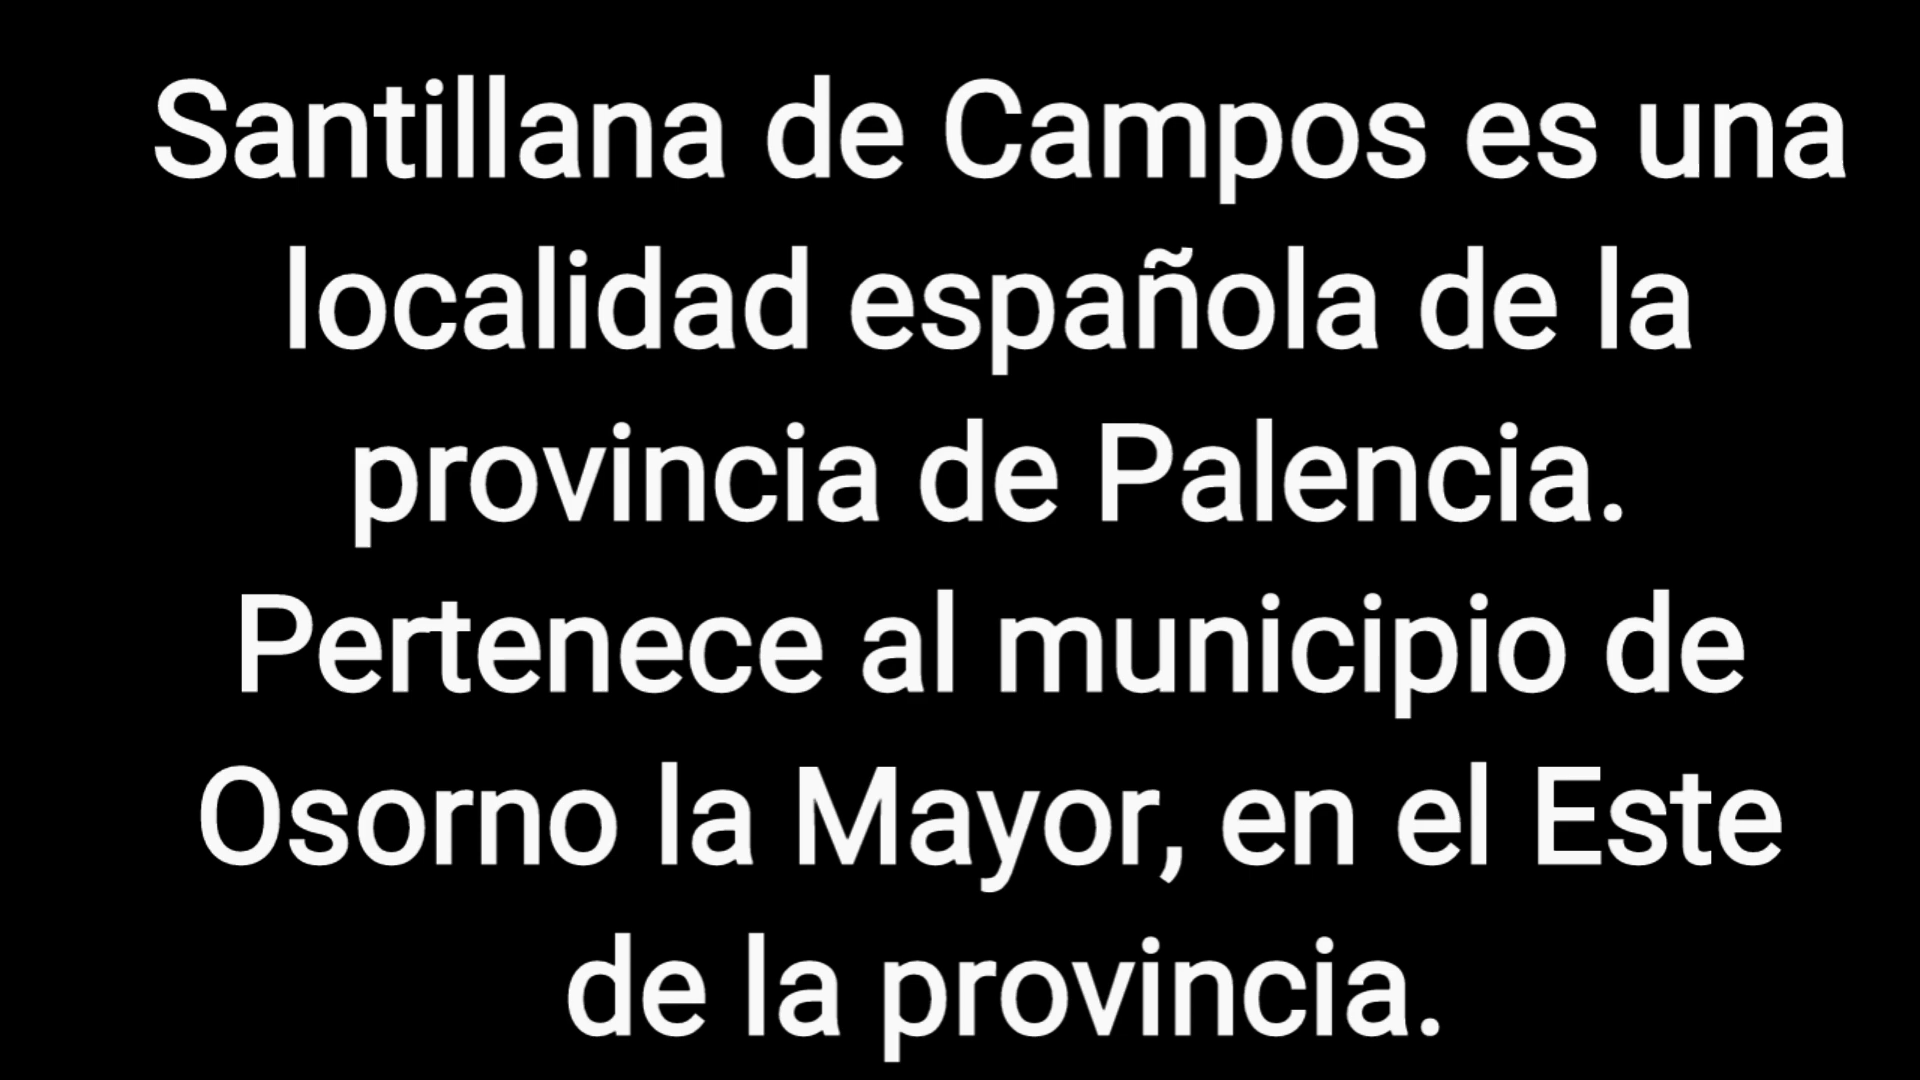 Santillana de Campos es una
localidad española de la
provincia de Palencia.
Pertenece al municipio de
Osorno la Mayor, en el Este
de la provincia.